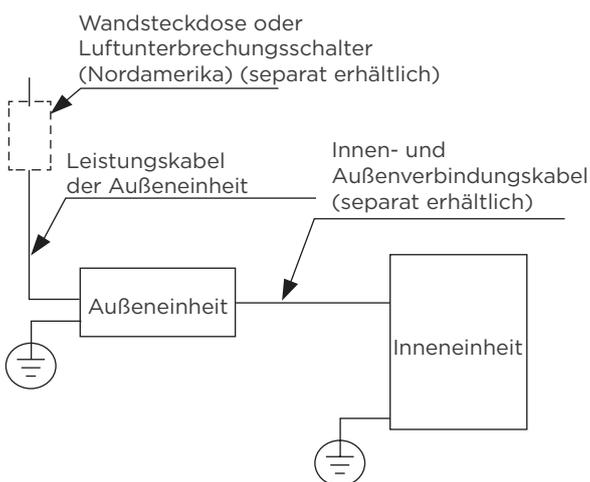 Wandsteckdose oder
Luftunterbrechungsschalter
(Nordamerika) (separat erhältlich)
Leistungskabel
der Außeneinheit
Innen- und
Außenverbindungskabel
(separat erhältlich)
Außeneinheit
Inneneinheit